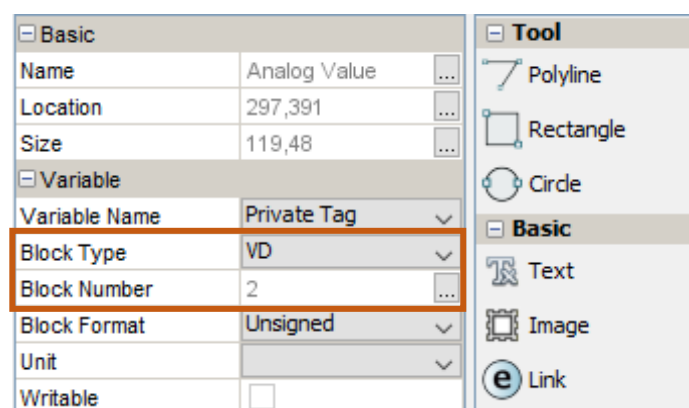 Basic
Name Analog Value ...
Location 297,391 ...
Size 119,48 ...
Variable
Variable Name Private Tag
Block Type VD
Block Number 2 ...
Block Format Unsigned
Unit
Writable
Tool
Polyline
Rectangle
Circle
Basic
Text
Image
e Link